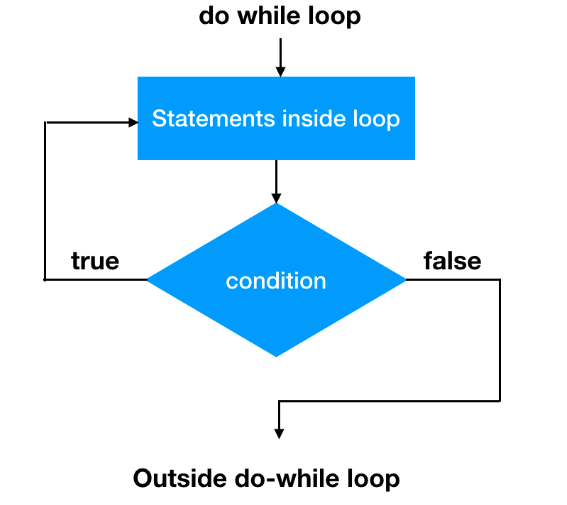 do while loop
Statements inside loop
true
false
condition
Outside do-while loop